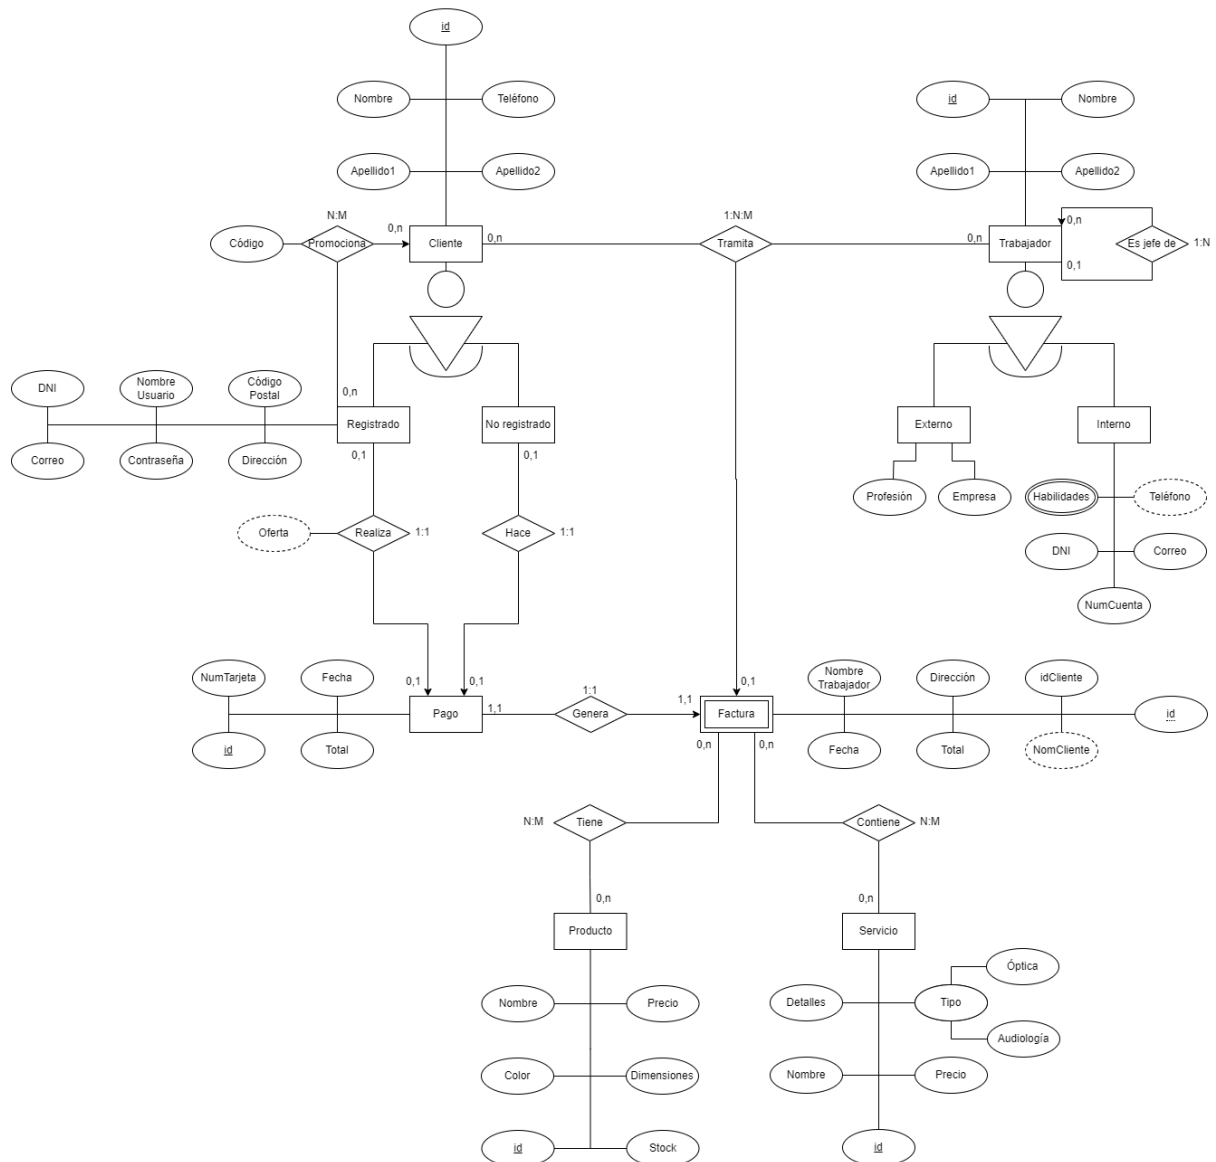 id
Nombre
Teléfono
id
Nombre
Apellido1
Apellido2
Apellido1
Apellido2
N:M
1:N:M
0,n
0,n
Código
Promociona
Cliente
0,n
Tramita
0,n
Trabajador
Es jefe de
1:N
0,1
DNI
Nombre
Usuario
Código
Postal
0,n
Registrado
No registrado
Externo
Interno
Correo
Contraseña
Dirección
0,1
0,1
Profesión
Empresa
Habilidades
Teléfono
Oferta
Realiza
1:1
Hace
1:1
DNI
Correo
NumCuenta
NumTarjeta
Fecha
0,1
0,1
0,1
Nombre
Trabajador
Dirección
idCliente
1:1
1,1
1,1
Pago
Genera
Factura
id
id
Total
0,n
0,n
Fecha
Total
NomCliente
N:M
Tiene
Contiene
N:M
0,n
0,n
Producto
Servicio
Óptica
Nombre
Precio
Detalles
Tipo
Audiología
Color
Dimensiones
Nombre
Precio
id
Stock
id